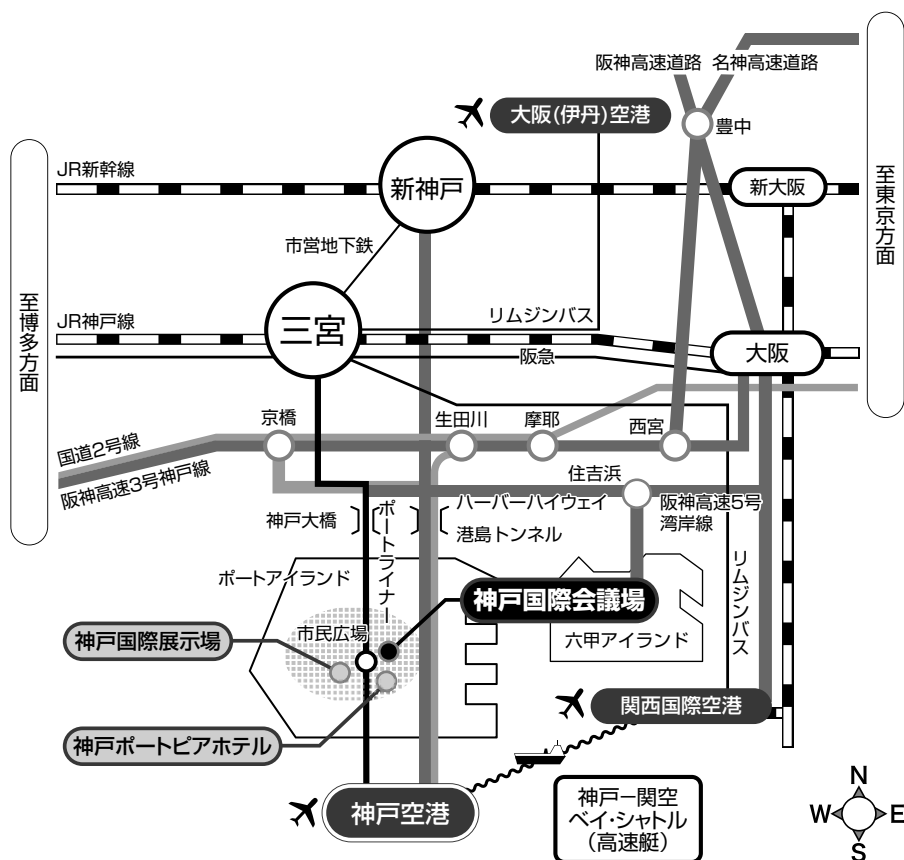 阪神高速道路 名神高速道路
大阪(伊丹)空港
豊中
JR新幹線
新神戸
新大阪
至東京方面
至博多方面
市営地下鉄
三宮
リムジンバス
JR神戸線
阪急
大阪
京橋
生田川
摩耶
西宮
国道2号線
阪神高速3号神戸線
住吉浜
神戸大橋
ポートライナー
ハーバーハイウェイ
港島トンネル
阪神高速5号
湾岸線
リムジンバス
ポートアイランド
神戸国際会議場
市民広場
六甲アイランド
神戸国際展示場
関西国際空港
神戸ポートピアホテル
神戸空港
神戸ー関空
ベイ・シャトル
(高速艇)
N
W
E
S